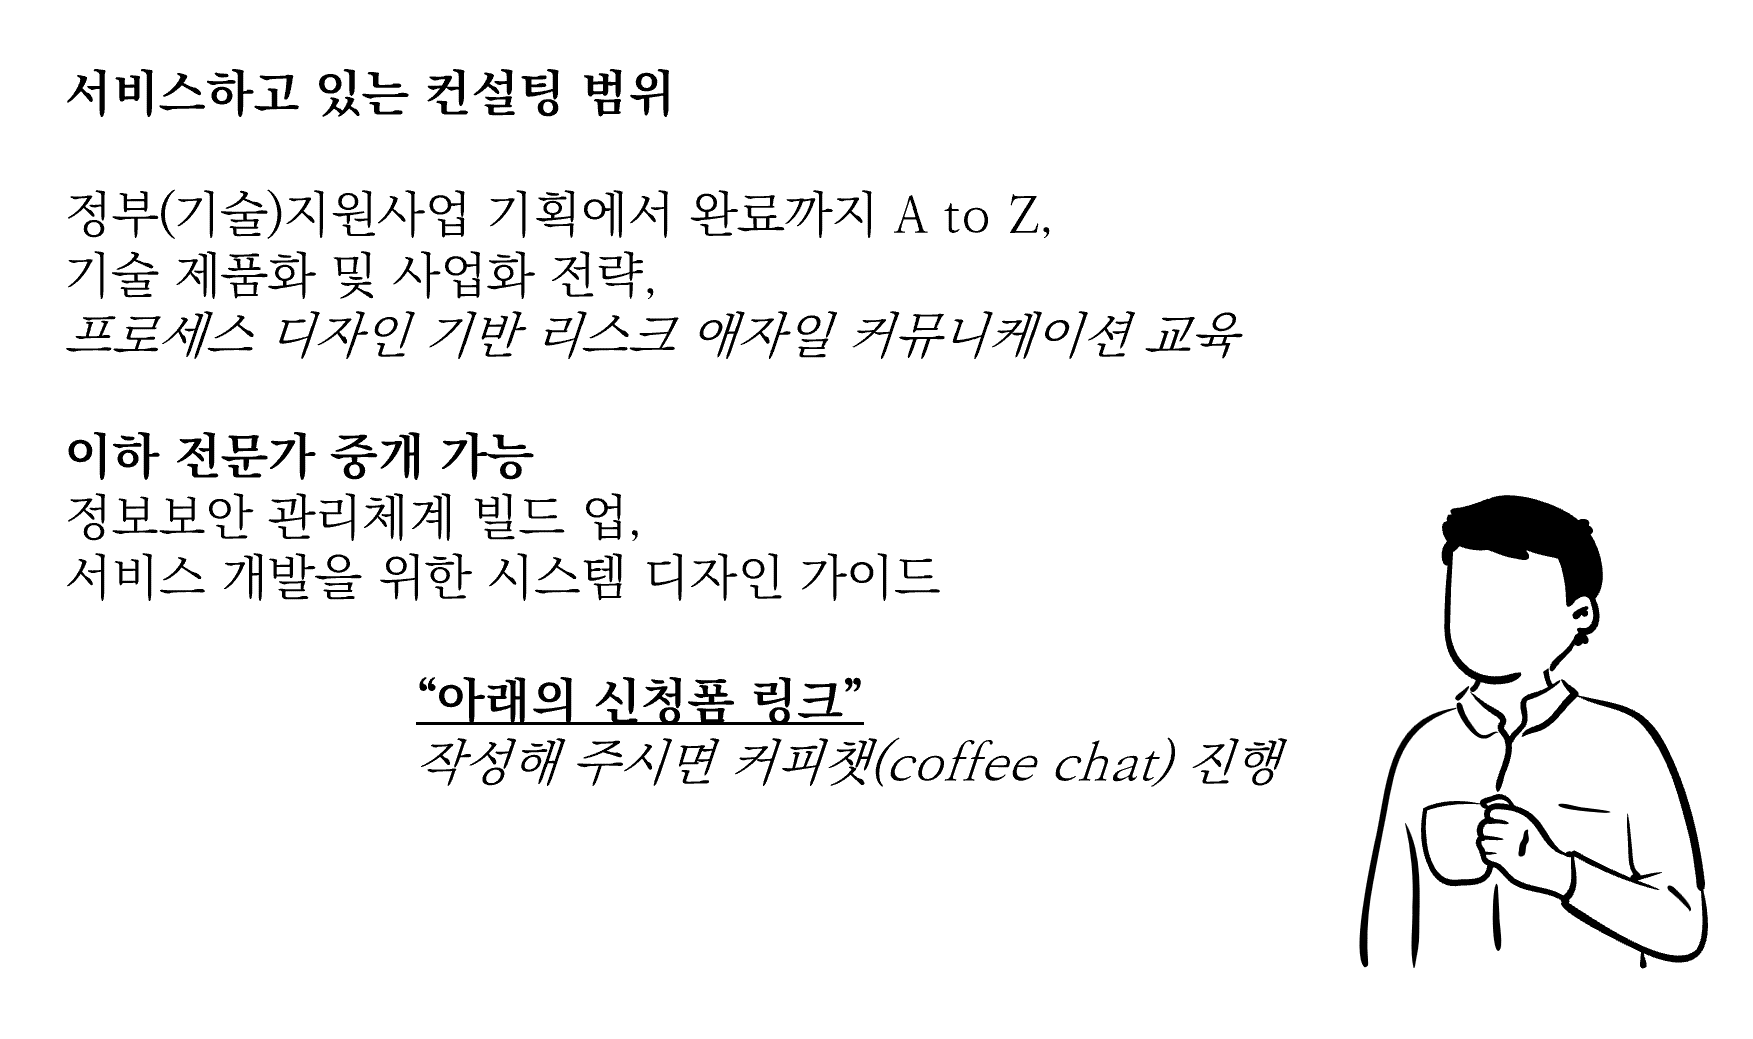 서비스하고 있는 컨설팅 범위
정부(기술)지원사업 기획에서 완료까지 A to Z,
기술 제품화 및 사업화 전략,
프로세스 디자인 기반 리스크 애자일 커뮤니케이션 교육
이하 전문가 중개 가능
정보보안 관리체계 빌드 업,
서비스 개발을 위한 시스템 디자인 가이드
“아래의 신청폼 링크”
작성해 주시면 커피챗(coffee chat) 진행